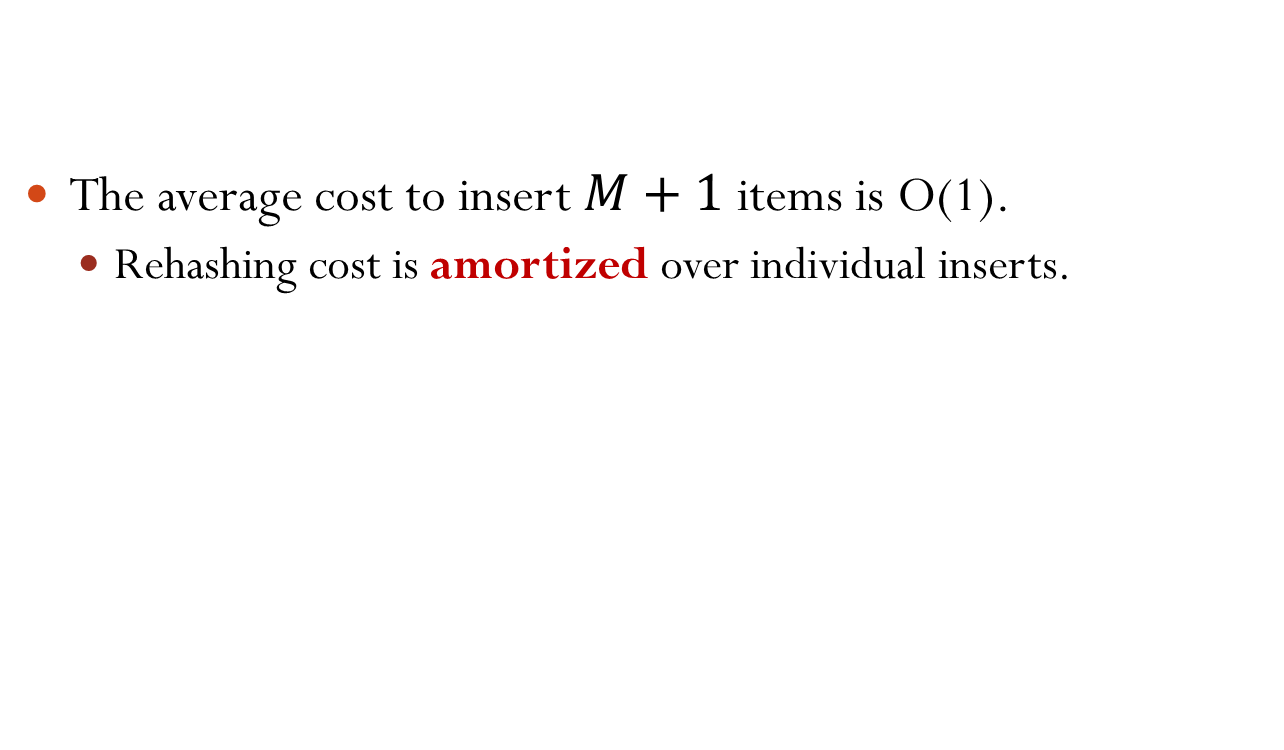 • The average cost to insert M + 1 items is O(1).
• Rehashing cost is amortized over individual inserts.